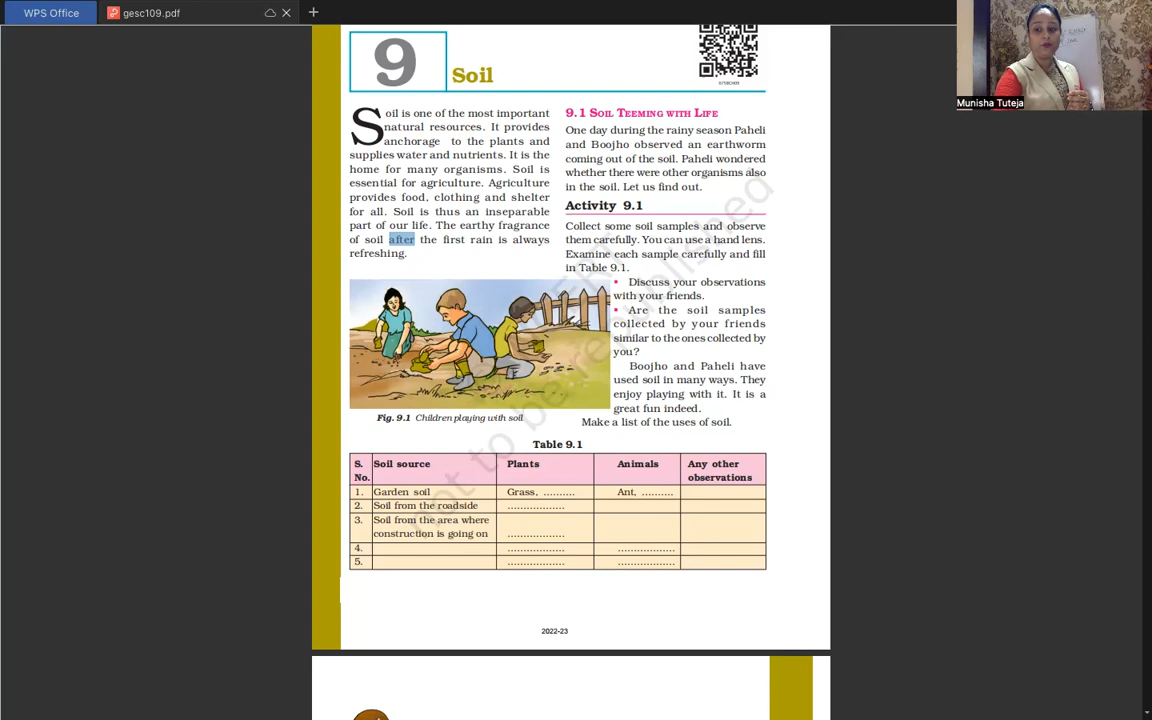 WPS Office
gesc109.pdf
Munisha Tuteja
9
Soil
Soil is one of the most important
natural resources. It provides
anchorage to the plants and
supplies water and nutrients. It is the
home for many organisms. Soil is
essential for agriculture. Agriculture
provides food, clothing and shelter
for all. Soil is thus an inseparable
part of our life. The earthy fragrance
of soil after the first rain is always
refreshing.
Fig. 9.1 Children playing with soil
9.1 SOIL TEEMING WITH LIFE
One day during the rainy season Paheli
and Boojho observed an earthworm
coming out of the soil. Paheli wondered
whether there were other organisms also
in the soil. Let us find out.
Activity 9.1
Collect some soil samples and observe
them carefully. You can use a hand lens.
Examine each sample carefully and fill
in Table 9.1.
• Discuss your observations
with your friends.
• Are the soil samples
collected by your friends
similar to the ones collected by
you?
Boojho and Paheli have
used soil in many ways. They
enjoy playing with it. It is a
great fun indeed.
Make a list of the uses of soil.
Table 9.1
S. No. Soil source Plants Animals Any other observations
1. Garden soil Grass, .......... Ant, ..........
2. Soil from the roadside ..................
3. Soil from the area where
construction is going on ..................
4. .................. ..................
5. .................. ..................
2022-23
not to be republished